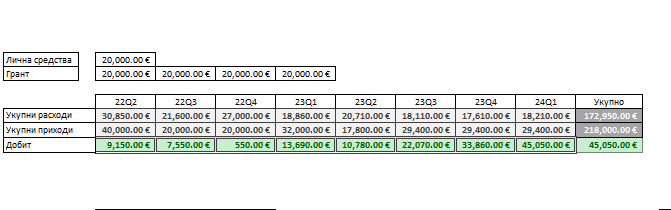 Лична средства 20,000.00 €
Грант 20,000.00 € 20,000.00 € 20,000.00 € 20,000.00 €
22Q2 22Q3 22Q4 23Q1 23Q2 23Q3 23Q4 24Q1 Укупно
Укупни расходи 30,850.00 € 21,600.00 € 27,000.00 € 18,860.00 € 20,710.00 € 18,110.00 € 17,610.00 € 18,210.00 € 172,950.00 €
Укупни приходи 40,000.00 € 20,000.00 € 20,000.00 € 32,000.00 € 17,800.00 € 29,400.00 € 29,400.00 € 29,400.00 € 218,000.00 €
Добит 9,150.00 € 7,550.00 € 550.00 € 13,690.00 € 10,780.00 € 22,070.00 € 33,860.00 € 45,050.00 € 45,050.00 €